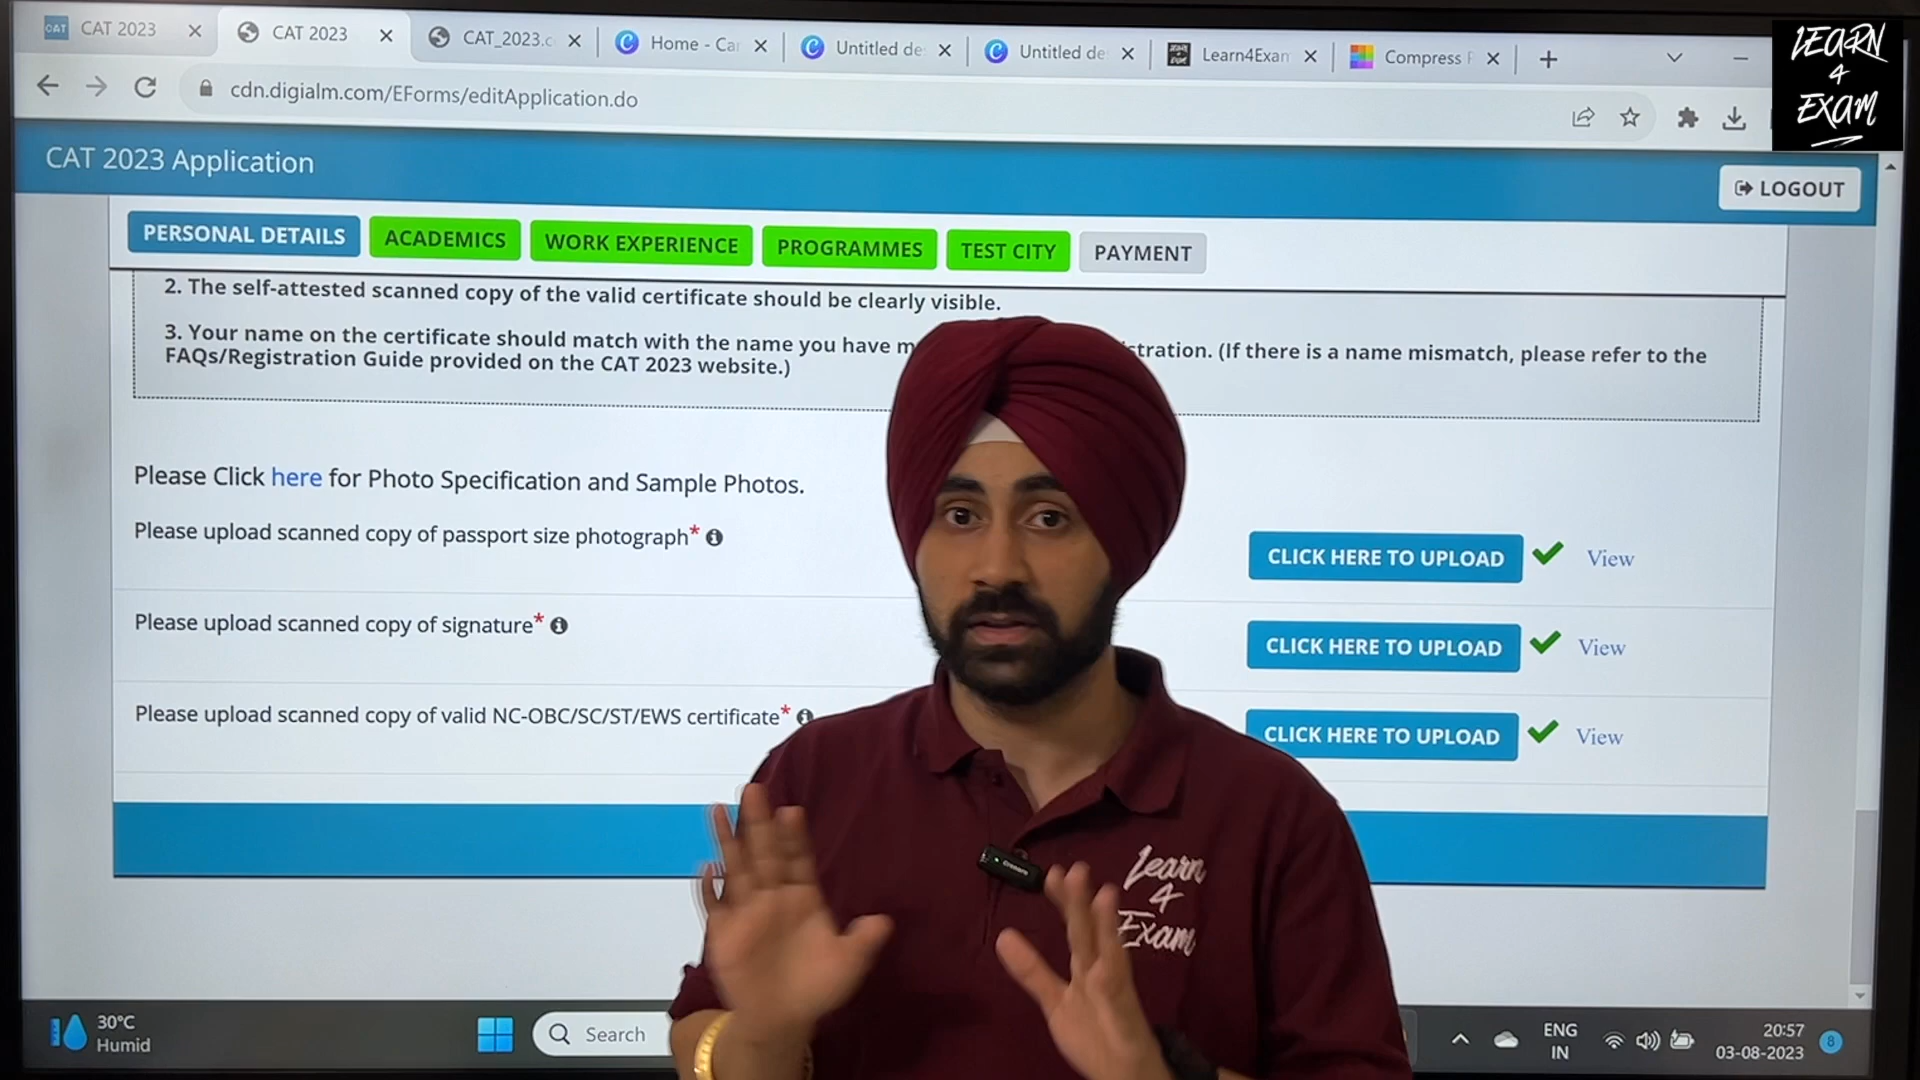 CAT 2023
CAT 2023
CAT_2023.c
Home - Can
Untitled de
Untitled de
Learn4Exam
Compress P
LEARN
4
EXAM
cdn.digialm.com/EForms/editApplication.do
CAT 2023 Application
LOGOUT
PERSONAL DETAILS
ACADEMICS
WORK EXPERIENCE
PROGRAMMES
TEST CITY
PAYMENT
2. The self-attested scanned copy of the valid certificate should be clearly visible.
3. Your name on the certificate should match with the name you have m stration. (If there is a name mismatch, please refer to the
FAQs/Registration Guide provided on the CAT 2023 website.)
Please Click here for Photo Specification and Sample Photos.
Please upload scanned copy of passport size photograph*
CLICK HERE TO UPLOAD
View
Please upload scanned copy of signature*
CLICK HERE TO UPLOAD
View
Please upload scanned copy of valid NC-OBC/SC/ST/EWS certificate*
CLICK HERE TO UPLOAD
View
Learn
4
Exam
30°C
Humid
Search
ENG
IN
20:57
03-08-2023
8